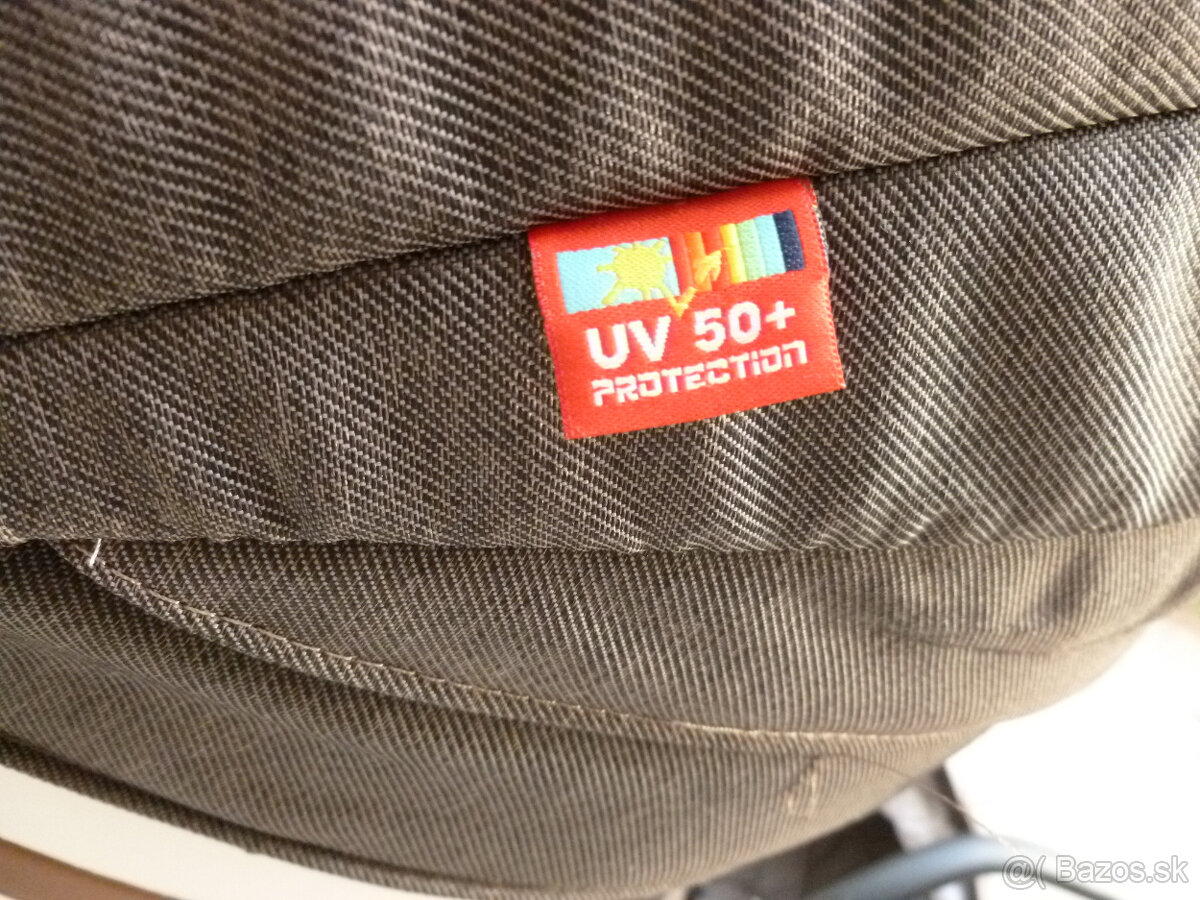 UV 50+
PROTECTION
@( Bazos.sk